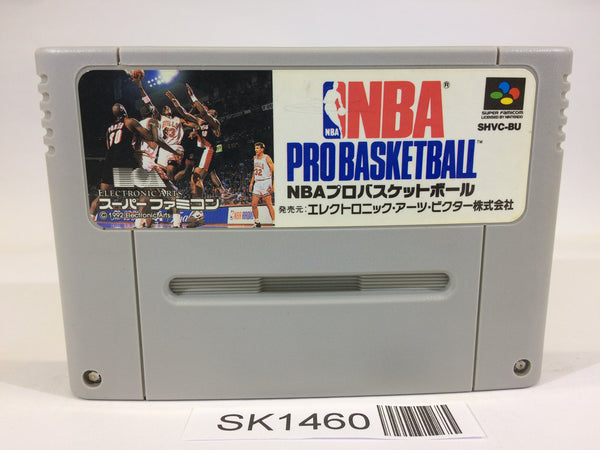 NBA®
NBA
PRO BASKETBALL™
NBAプロバスケットボール
発売元:エレクトロニック・アーツ・ビクター株式会社
SUPER FAMICOM
LICENSED BY NINTENDO
SHVC-BU
ELECTRONIC ARTS
スーパーファミコン
© 1992 Electronic Arts
SK1460